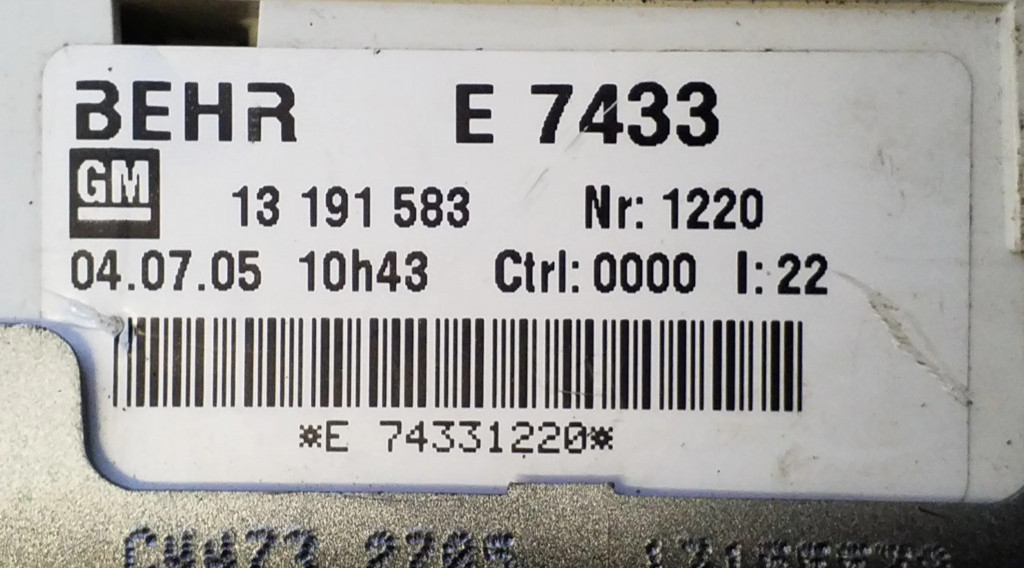 BEHR E 7433
GM
13 191 583 Nr: 1220
04.07.05 10h43 Ctrl: 0000 I: 22
*E 74331220*